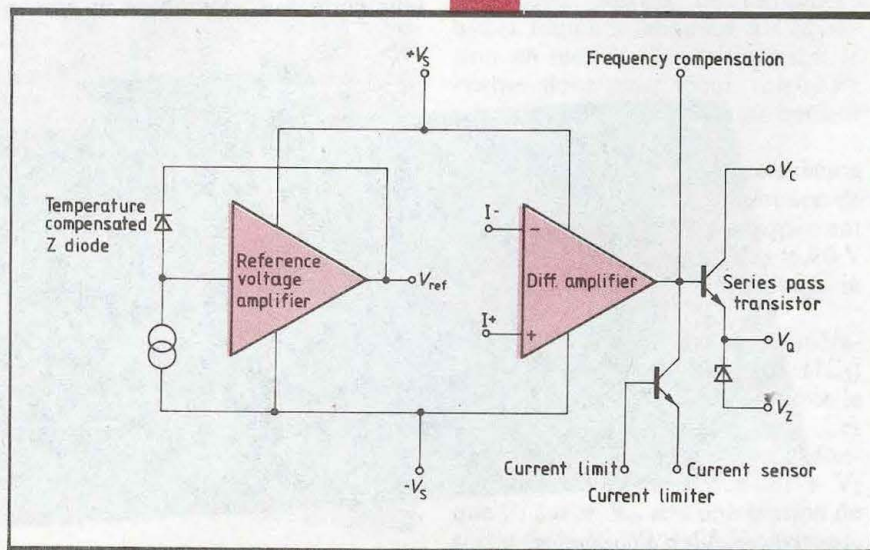 +V_S
Frequency compensation
V_C
Temperature
compensated
Z diode
Reference
voltage
amplifier
V_ref
I-
−
Diff. amplifier
I+
+
Series pass
transistor
V_Q
V_Z
Current limit
Current sensor
Current limiter
-V_S